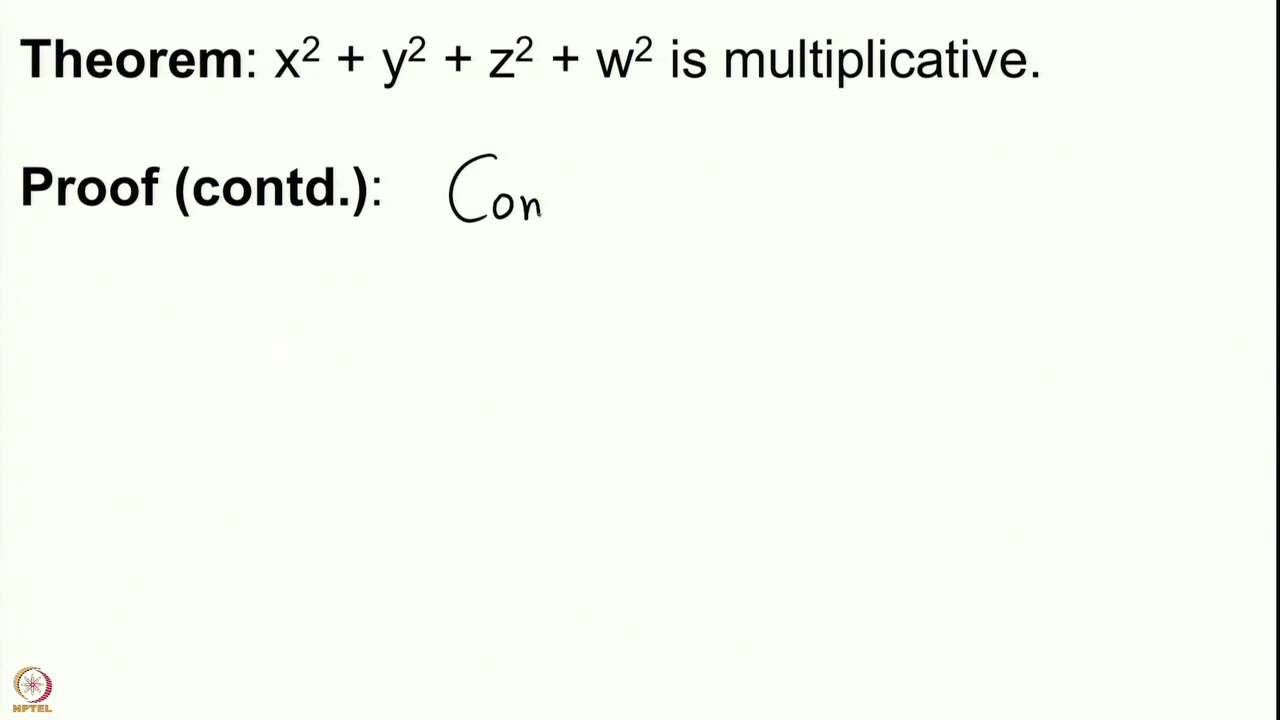 Theorem: x² + y² + z² + w² is multiplicative.
Proof (contd.): Con
NPTEL